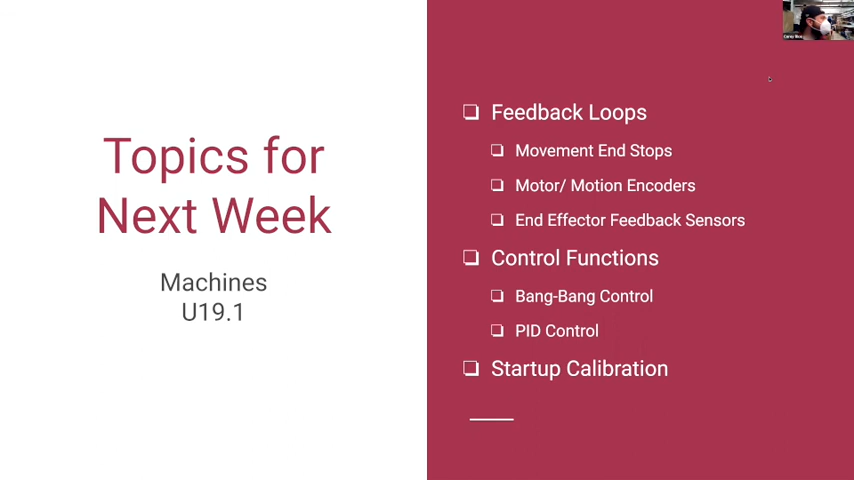 Topics for
Next Week
Machines
U19.1
Feedback Loops
Movement End Stops
Motor/ Motion Encoders
End Effector Feedback Sensors
Control Functions
Bang-Bang Control
PID Control
Startup Calibration